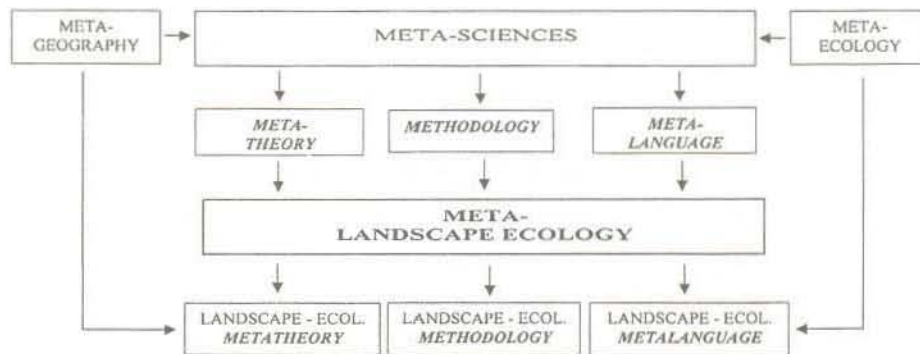 META-
GEOGRAPHY
META-SCIENCES
META-
ECOLOGY
META-
THEORY
METHODOLOGY
META-
LANGUAGE
META-
LANDSCAPE ECOLOGY
LANDSCAPE - ECOL.
METATHEORY
LANDSCAPE - ECOL.
METHODOLOGY
LANDSCAPE - ECOL.
METALANGUAGE